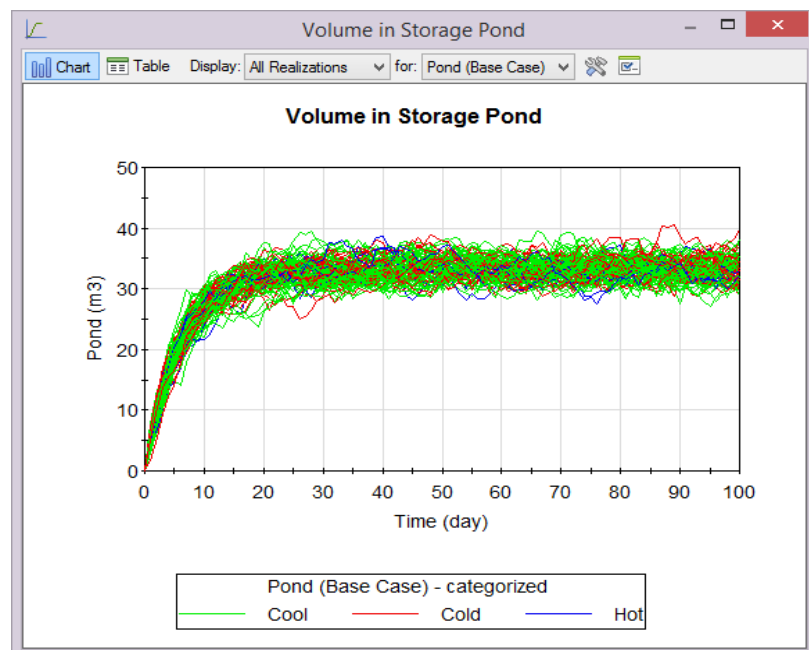 Volume in Storage Pond
Chart Table Display: All Realizations for: Pond (Base Case)
Volume in Storage Pond
50
40
30
20
10
0
Pond (m3)
0 10 20 30 40 50 60 70 80 90 100
Time (day)
Pond (Base Case) - categorized
Cool Cold Hot